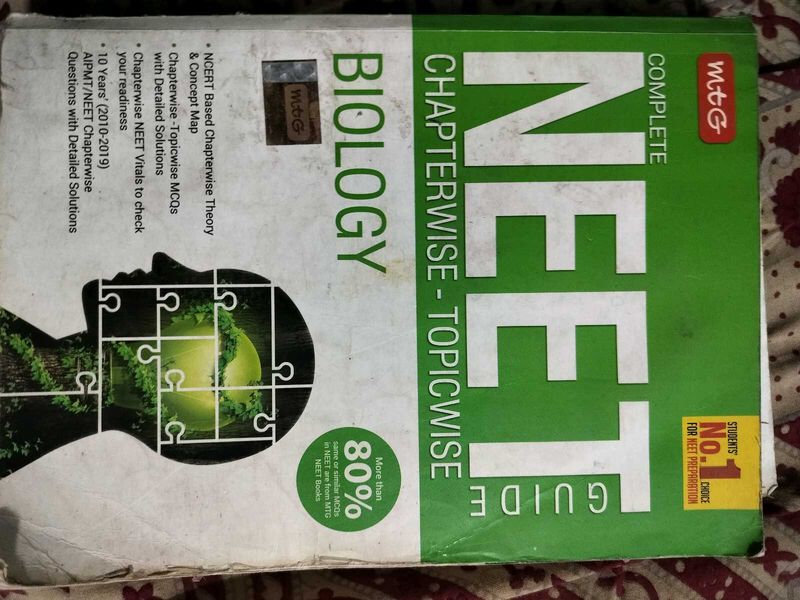 mtG
COMPLETE
NEET
GUIDE
CHAPTERWISE - TOPICWISE
STUDENTS'
No.1 CHOICE
FOR NEET PREPARATION
BIOLOGY
mtG
• NCERT Based Chapterwise Theory
& Concept Map
• Chapterwise -Topicwise MCQs
with Detailed Solutions
• Chapterwise NEET Vitals to check
your readiness
• 10 Years' (2010-2019)
AIPMT/NEET Chapterwise
Questions with Detailed Solutions
More than
80%
same or similar MCQs
in NEET are from MTG
NEET Books